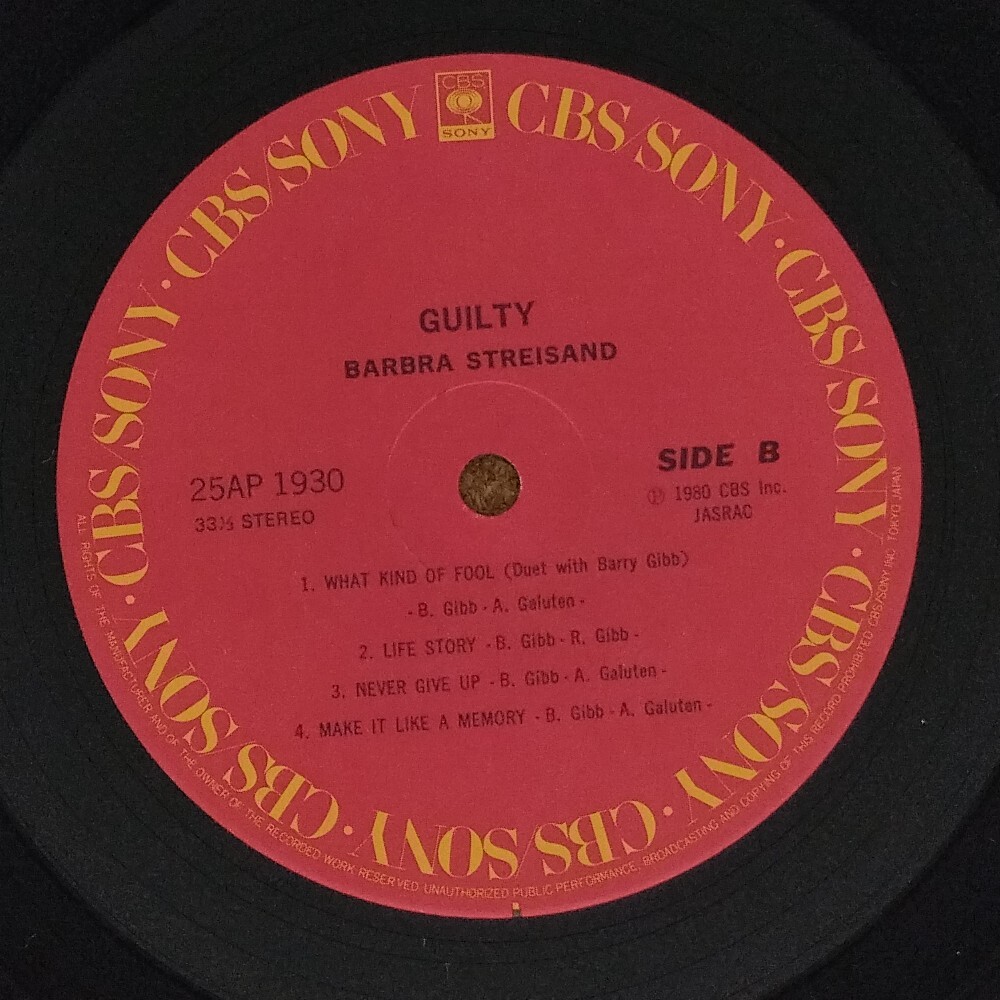 CBS
SONY
CBS/SONY · CBS/SONY · CBS/SONY · CBS/SONY · CBS/SONY · CBS/SONY · CBS/SONY · CBS/SONY · CBS/SONY
GUILTY
BARBRA STREISAND
25AP 1930
33⅓ STEREO
SIDE B
Ⓟ 1980 CBS Inc.
JASRAC
1. WHAT KIND OF FOOL (Duet with Barry Gibb)
- B. Gibb - A. Galuten -
2. LIFE STORY - B. Gibb - R. Gibb -
3. NEVER GIVE UP - B. Gibb - A. Galuten -
4. MAKE IT LIKE A MEMORY - B. Gibb - A. Galuten -
ALL RIGHTS OF THE MANUFACTURER AND OF THE OWNER OF THE RECORDED WORK RESERVED UNAUTHORIZED PUBLIC PERFORMANCE, BROADCASTING AND COPYING OF THIS RECORD PROHIBITED CBS/SONY INC. TOKYO JAPAN